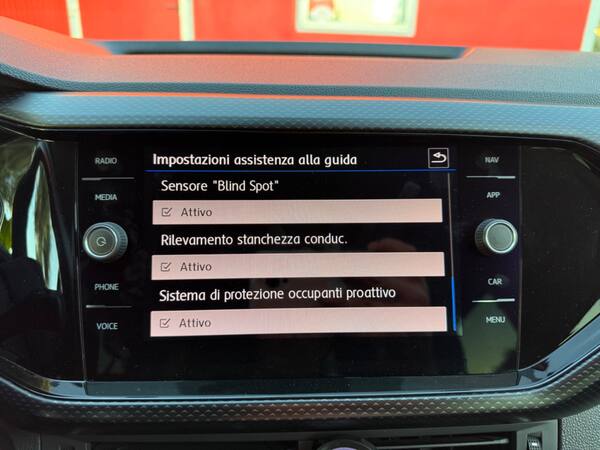 RADIO
MEDIA
PHONE
VOICE
Impostazioni assistenza alla guida
Sensore "Blind Spot"
Attivo
Rilevamento stanchezza conduc.
Attivo
Sistema di protezione occupanti proattivo
Attivo
NAV
APP
CAR
MENU